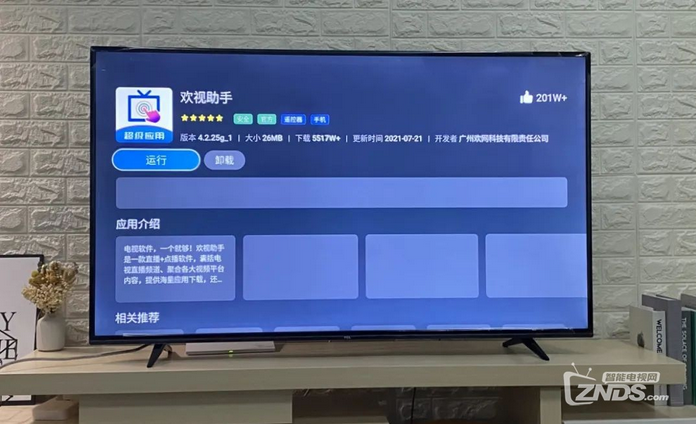 欢视助手
201W+
安全 官方 遥控器 手机
版本 4.2.25g_1 | 大小 26MB | 下载 5517W+ | 更新时间 2021-07-21 | 开发者 广州欢网科技有限责任公司
超级应用
运行 卸载
应用介绍
电视软件,一个就够!欢视助手
是一款直播+点播软件,囊括电
视直播频道、聚合各大视频平台
内容,提供海量应用下载,还...
相关推荐
WELCOME
THE SOLACE OF
智能电视网
ZNDS.com